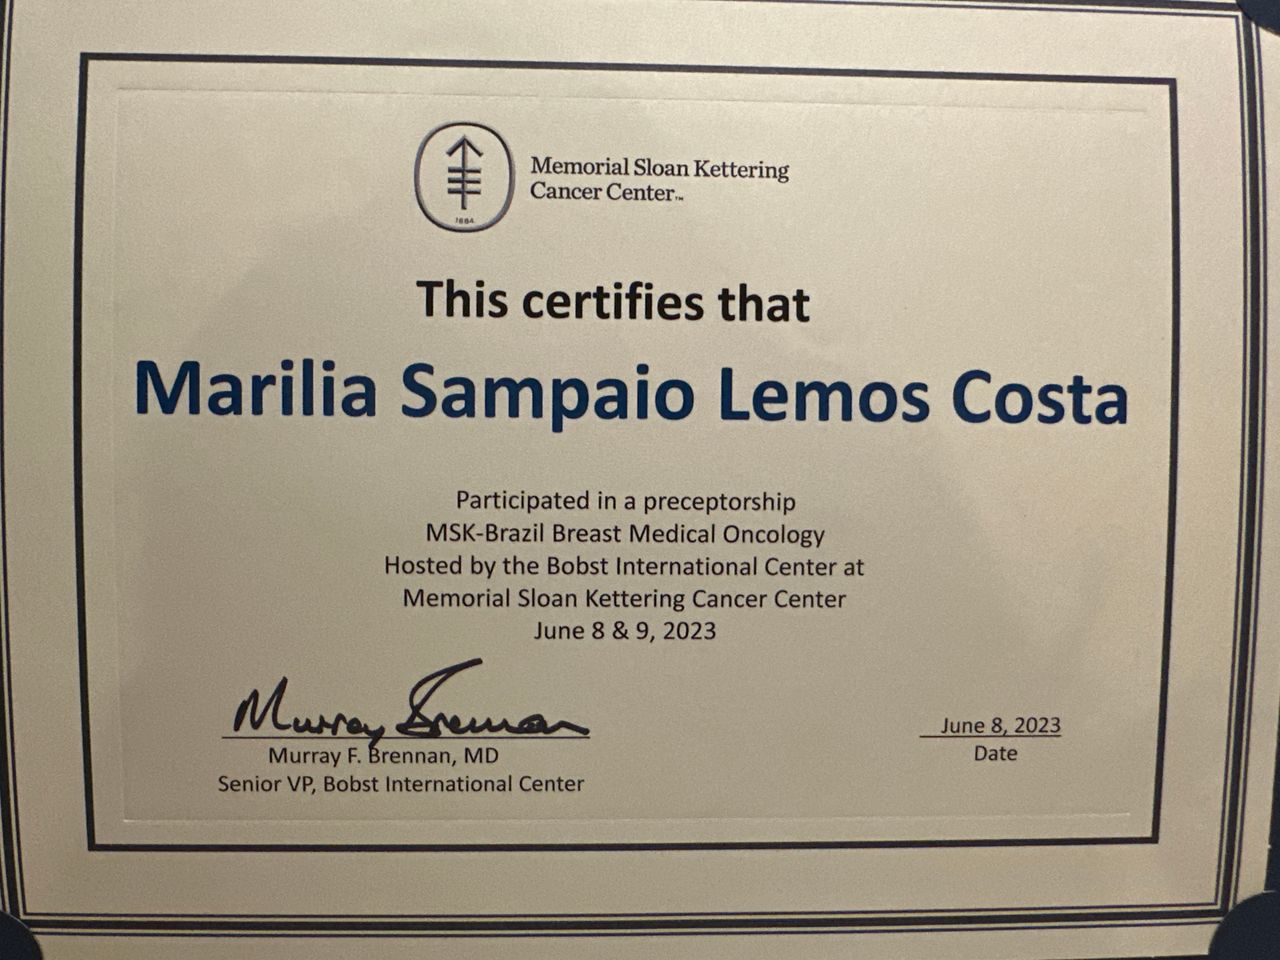 Memorial Sloan Kettering
Cancer Center™
1884
This certifies that
Marilia Sampaio Lemos Costa
Participated in a preceptorship
MSK-Brazil Breast Medical Oncology
Hosted by the Bobst International Center at
Memorial Sloan Kettering Cancer Center
June 8 & 9, 2023
Murray Brennan
Murray F. Brennan, MD
Senior VP, Bobst International Center
June 8, 2023
Date